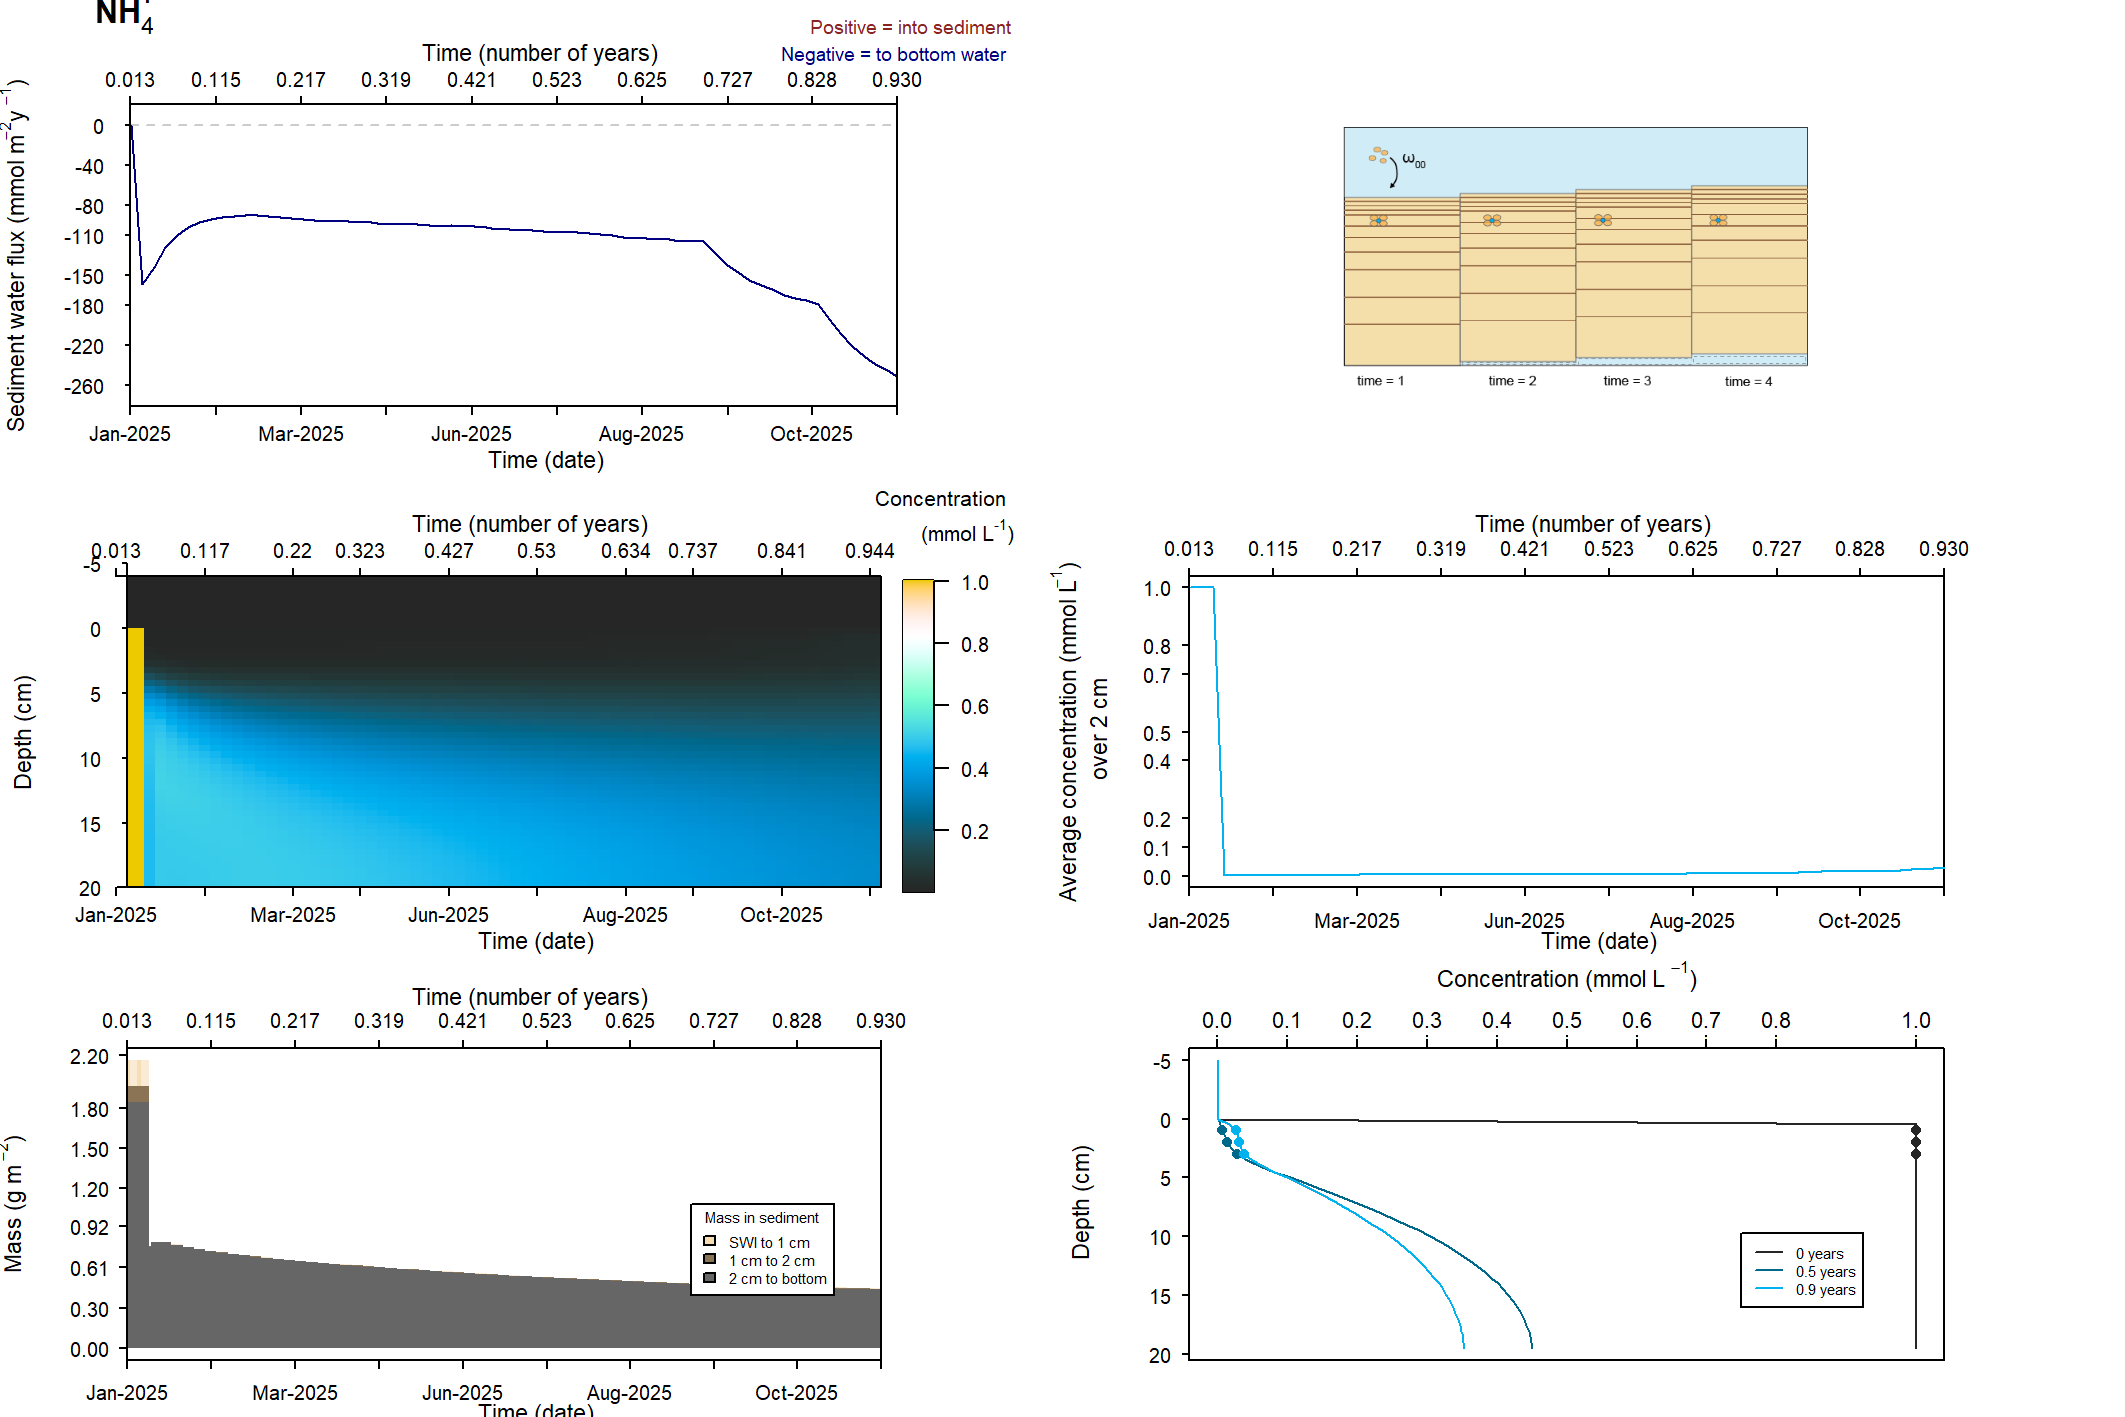 NH4+
Positive = into sediment
Negative = to bottom water
Time (number of years)
0.013 0.115 0.217 0.319 0.421 0.523 0.625 0.727 0.828 0.930
Sediment water flux (mmol m−2y−1)
0
-40
-80
-110
-150
-180
-220
-260
Jan-2025 Mar-2025 Jun-2025 Aug-2025 Oct-2025
Time (date)
ω00
time = 1 time = 2 time = 3 time = 4
Concentration
(mmol L-1)
Time (number of years)
0.013 0.117 0.22 0.323 0.427 0.53 0.634 0.737 0.841 0.944
Depth (cm)
-5
0
5
10
15
20
1.0
0.8
0.6
0.4
0.2
Jan-2025 Mar-2025 Jun-2025 Aug-2025 Oct-2025
Time (date)
Time (number of years)
0.013 0.115 0.217 0.319 0.421 0.523 0.625 0.727 0.828 0.930
Average concentration (mmol L−1)
over 2 cm
1.0
0.8
0.7
0.5
0.4
0.2
0.1
0.0
Jan-2025 Mar-2025 Jun-2025 Aug-2025 Oct-2025
Time (date)
Time (number of years)
0.013 0.115 0.217 0.319 0.421 0.523 0.625 0.727 0.828 0.930
Mass (g m−2)
2.20
1.80
1.50
1.20
0.92
0.61
0.30
0.00
Mass in sediment
SWI to 1 cm
1 cm to 2 cm
2 cm to bottom
Jan-2025 Mar-2025 Jun-2025 Aug-2025 Oct-2025
Time (date)
Concentration (mmol L −1)
0.0 0.1 0.2 0.3 0.4 0.5 0.6 0.7 0.8 1.0
Depth (cm)
-5
0
5
10
15
20
0 years
0.5 years
0.9 years